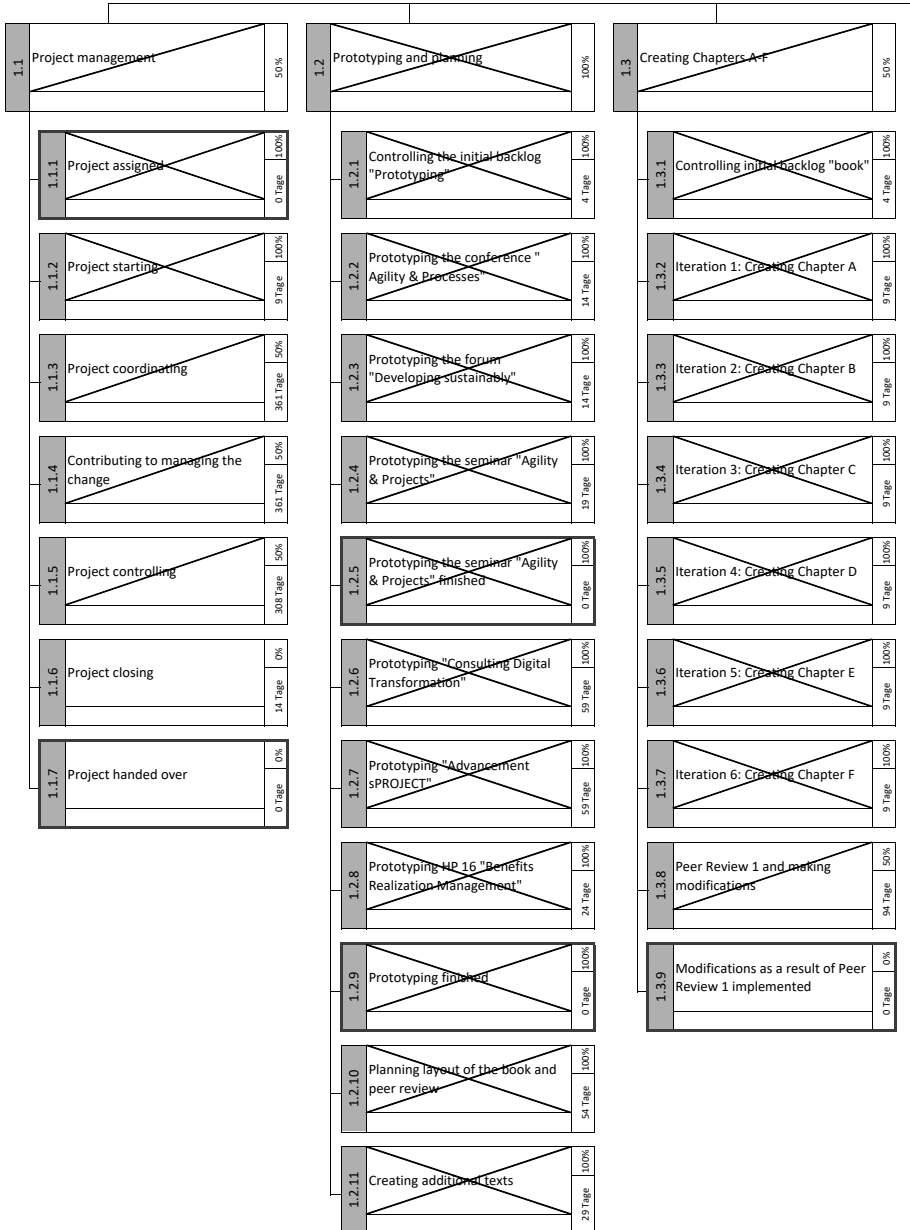 1.1
Project management
50%
1.1.1
Project assigned
100%
0 Tage
1.1.2
Project starting
100%
9 Tage
1.1.3
Project coordinating
50%
361 Tage
1.1.4
Contributing to managing the
change
50%
361 Tage
1.1.5
Project controlling
50%
308 Tage
1.1.6
Project closing
0%
14 Tage
1.1.7
Project handed over
0%
0 Tage
1.2
Prototyping and planning
100%
1.2.1
Controlling the initial backlog
"Prototyping"
100%
4 Tage
1.2.2
Prototyping the conference "
Agility & Processes"
100%
14 Tage
1.2.3
Prototyping the forum
"Developing sustainably"
100%
14 Tage
1.2.4
Prototyping the seminar "Agility
& Projects"
100%
19 Tage
1.2.5
Prototyping the seminar "Agility
& Projects" finished
100%
0 Tage
1.2.6
Prototyping "Consulting Digital
Transformation"
100%
59 Tage
1.2.7
Prototyping "Advancement
sPROJECT"
100%
59 Tage
1.2.8
Prototyping HP 16 "Benefits
Realization Management"
100%
24 Tage
1.2.9
Prototyping finished
100%
0 Tage
1.2.10
Planning layout of the book and
peer review
100%
54 Tage
1.2.11
Creating additional texts
100%
29 Tage
1.3
Creating Chapters A-F
50%
1.3.1
Controlling initial backlog "book"
100%
4 Tage
1.3.2
Iteration 1: Creating Chapter A
100%
9 Tage
1.3.3
Iteration 2: Creating Chapter B
100%
9 Tage
1.3.4
Iteration 3: Creating Chapter C
100%
9 Tage
1.3.5
Iteration 4: Creating Chapter D
100%
9 Tage
1.3.6
Iteration 5: Creating Chapter E
100%
9 Tage
1.3.7
Iteration 6: Creating Chapter F
100%
9 Tage
1.3.8
Peer Review 1 and making
modifications
50%
94 Tage
1.3.9
Modifications as a result of Peer
Review 1 implemented
0%
0 Tage